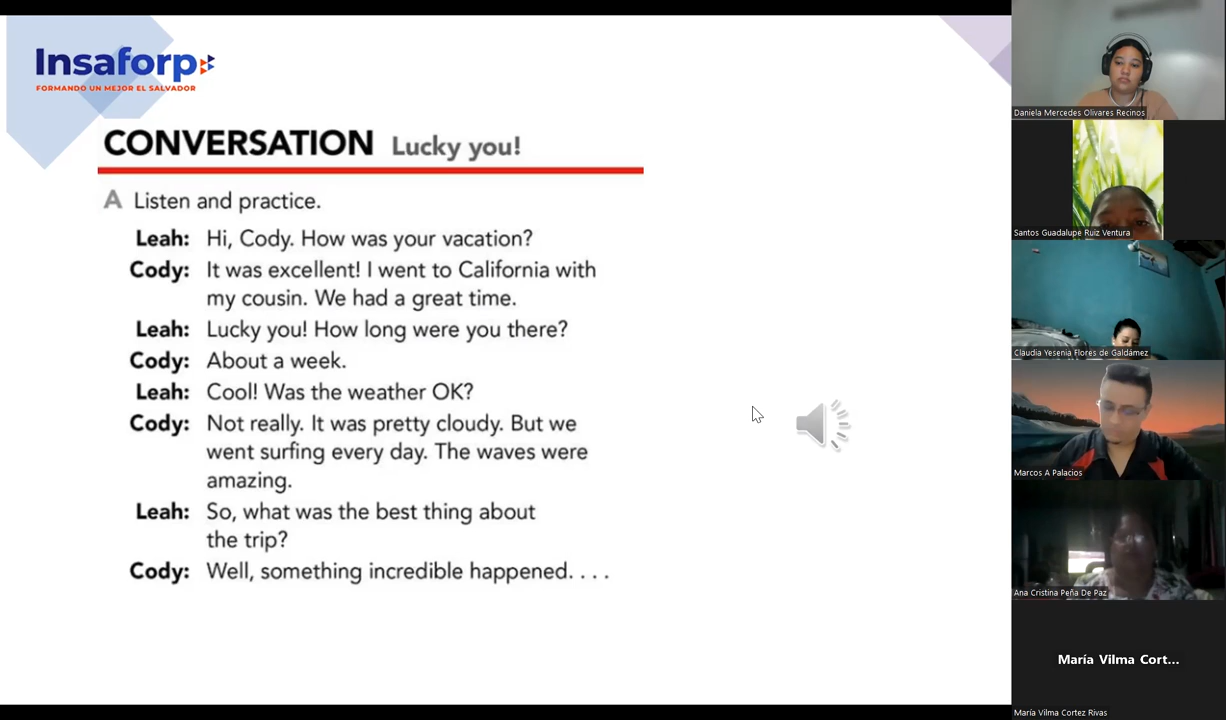 Insaforp
FORMANDO UN MEJOR EL SALVADOR
CONVERSATION Lucky you!
A Listen and practice.
Leah: Hi, Cody. How was your vacation?
Cody: It was excellent! I went to California with
my cousin. We had a great time.
Leah: Lucky you! How long were you there?
Cody: About a week.
Leah: Cool! Was the weather OK?
Cody: Not really. It was pretty cloudy. But we
went surfing every day. The waves were
amazing.
Leah: So, what was the best thing about
the trip?
Cody: Well, something incredible happened. . . .
Daniela Mercedes Olivares Recinos
Santos Guadalupe Ruiz Ventura
Claudia Yesenia Flores de Galdámez
Marcos A Palacios
Ana Cristina Peña De Paz
María Vilma Cort...
María Vilma Cortez Rivas